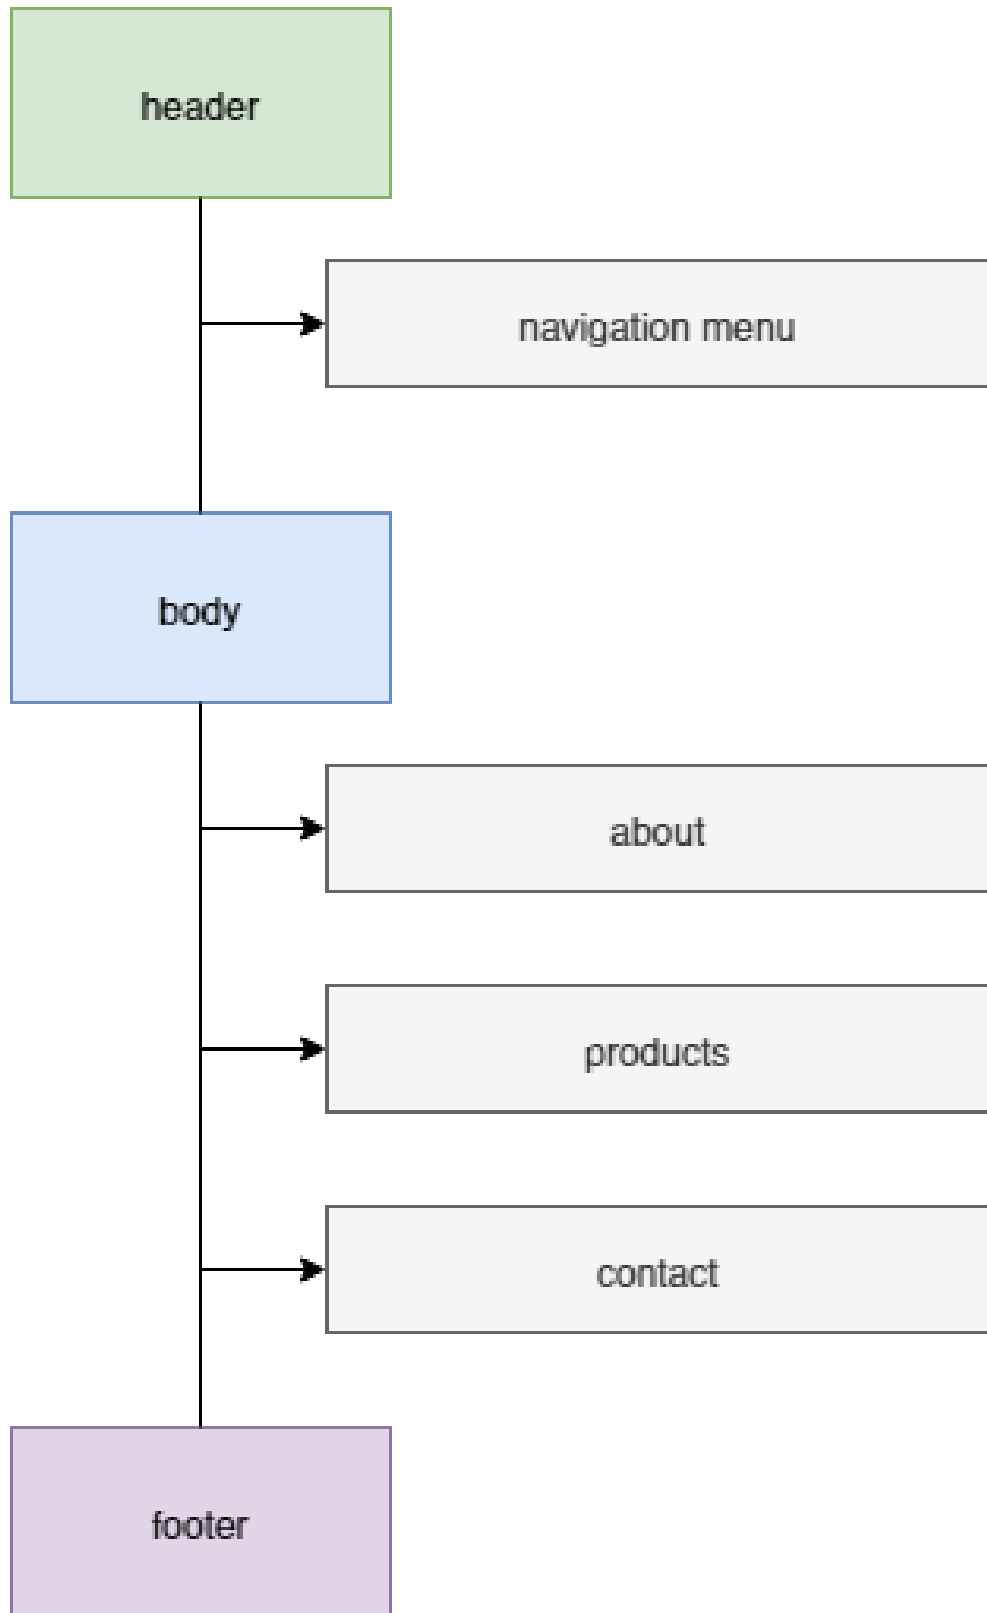 header
navigation menu
body
about
products
contact
footer